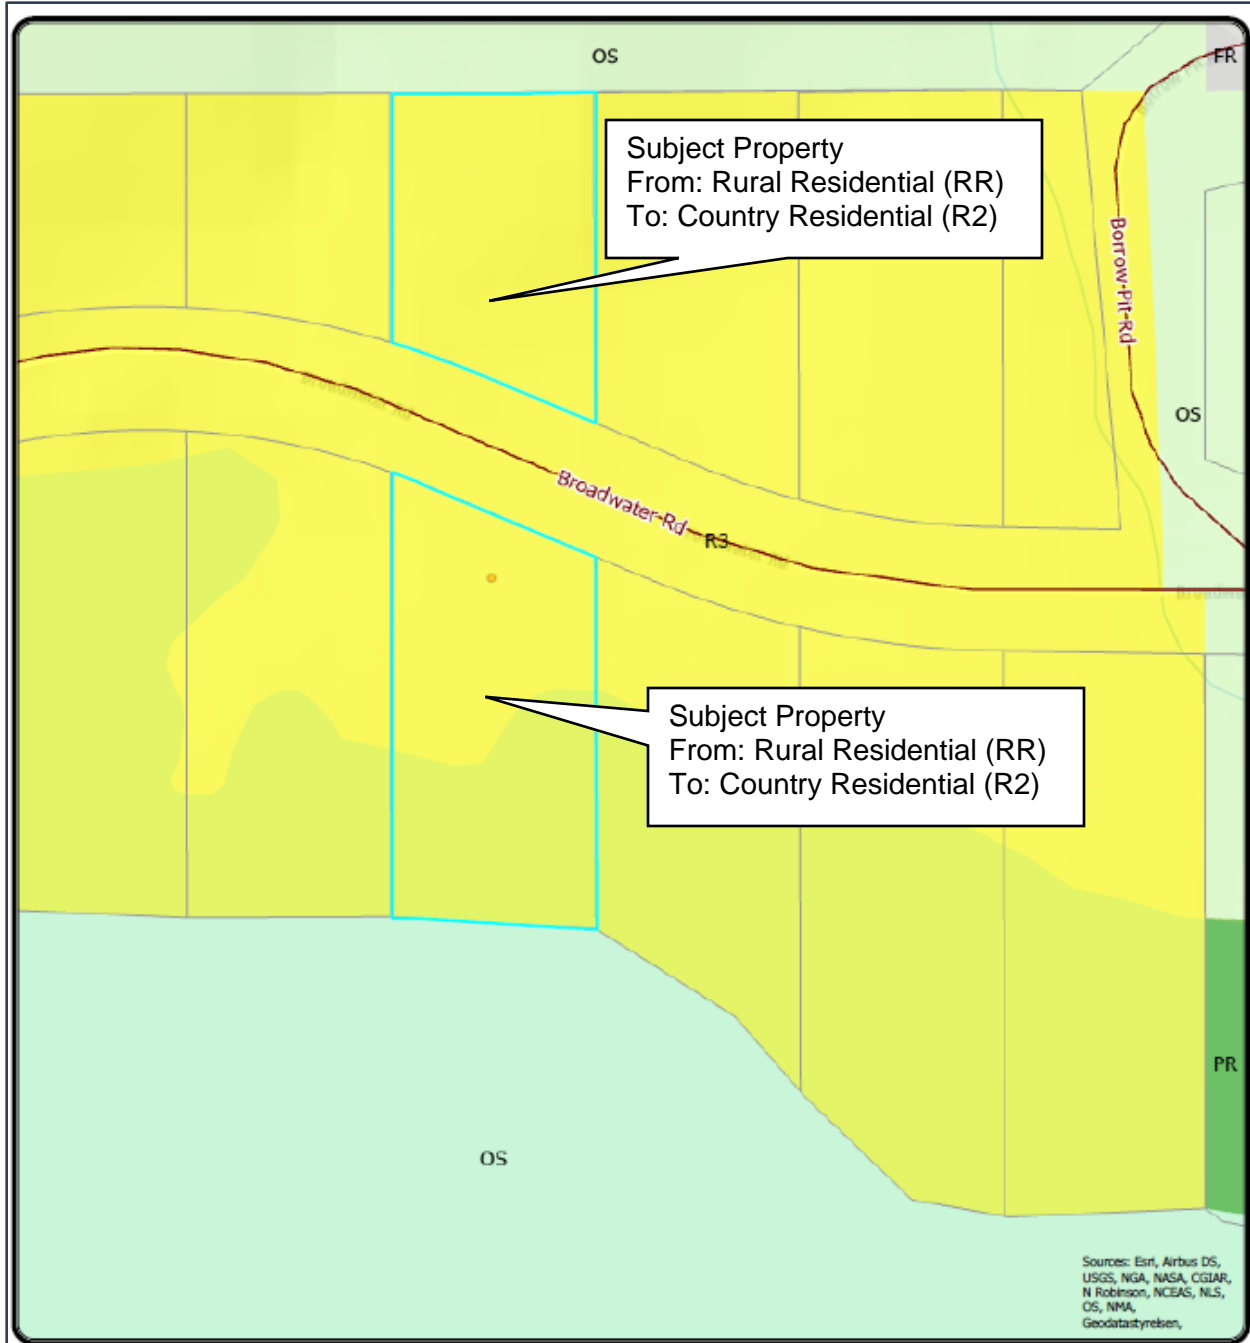 OS
FR
Subject Property
From: Rural Residential (RR)
To: Country Residential (R2)
Borrow-Pit-Rd
OS
Broadwater Rd
Broadwater-Rd
R3
Subject Property
From: Rural Residential (RR)
To: Country Residential (R2)
PR
OS
Sources: Esri, Airbus DS,
USGS, NGA, NASA, CGIAR,
N Robinson, NCEAS, NLS,
OS, NMA,
Geodatastyrelsen,